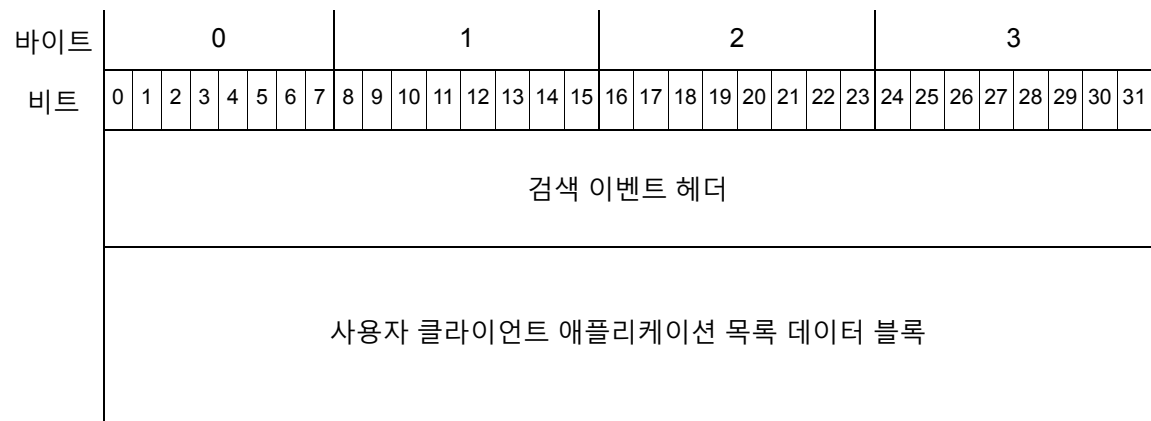 바이트 0 1 2 3
비트 0 1 2 3 4 5 6 7 8 9 10 11 12 13 14 15 16 17 18 19 20 21 22 23 24 25 26 27 28 29 30 31
검색 이벤트 헤더
사용자 클라이언트 애플리케이션 목록 데이터 블록